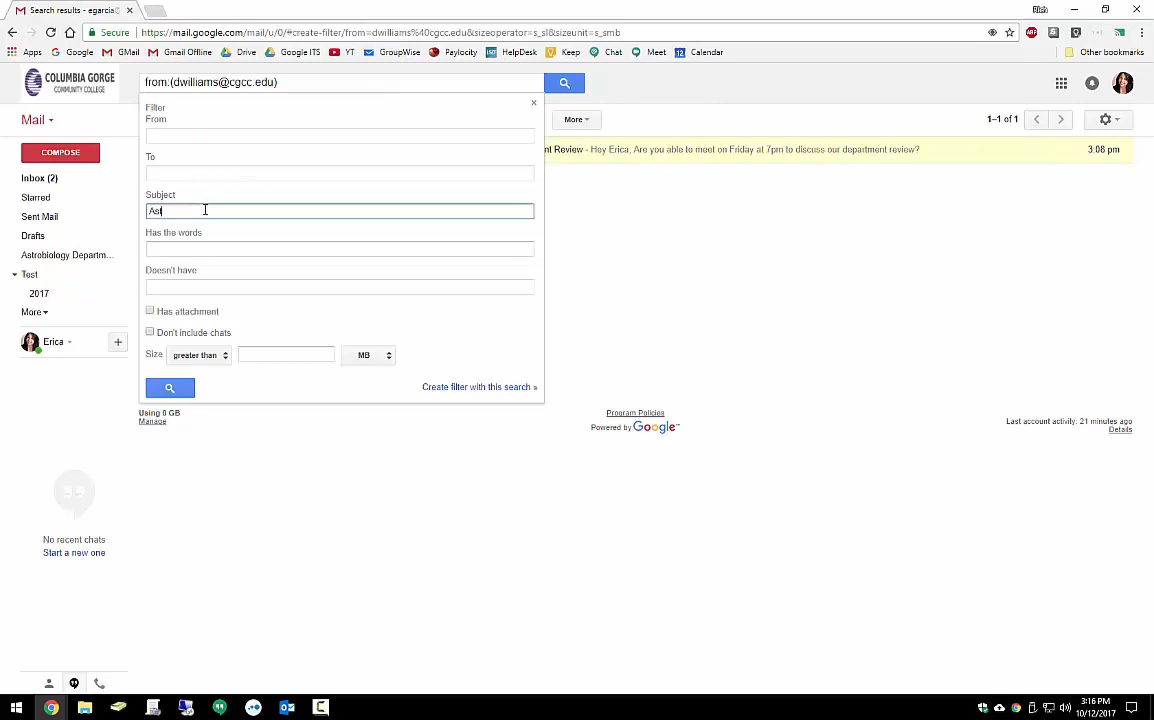 Search results - egarcia
Secure | https://mail.google.com/mail/u/0/#create-filter/from=dwilliams%40cgcc.edu&sizeoperator=s_sl&sizeunit=s_smb
Apps Google GMail Gmail Offline Drive Google ITS YT GroupWise Paylocity HelpDesk Keep Chat Meet Calendar Other bookmarks
COLUMBIA GORGE
COMMUNITY COLLEGE
from:(dwilliams@cgcc.edu)
Mail
More
1–1 of 1
COMPOSE
Inbox (2)
Starred
Sent Mail
Drafts
Astrobiology Departm...
Test
2017
More
Erica
Filter
From
To
Subject
Ast
Has the words
Doesn't have
Has attachment
Don't include chats
Size greater than MB
Create filter with this search »
nt Review - Hey Erica, Are you able to meet on Friday at 7pm to discuss our department review? 3:08 pm
Using 0 GB
Manage
Program Policies
Powered by Google™
Last account activity: 21 minutes ago
Details
No recent chats
Start a new one
3:16 PM
10/12/2017